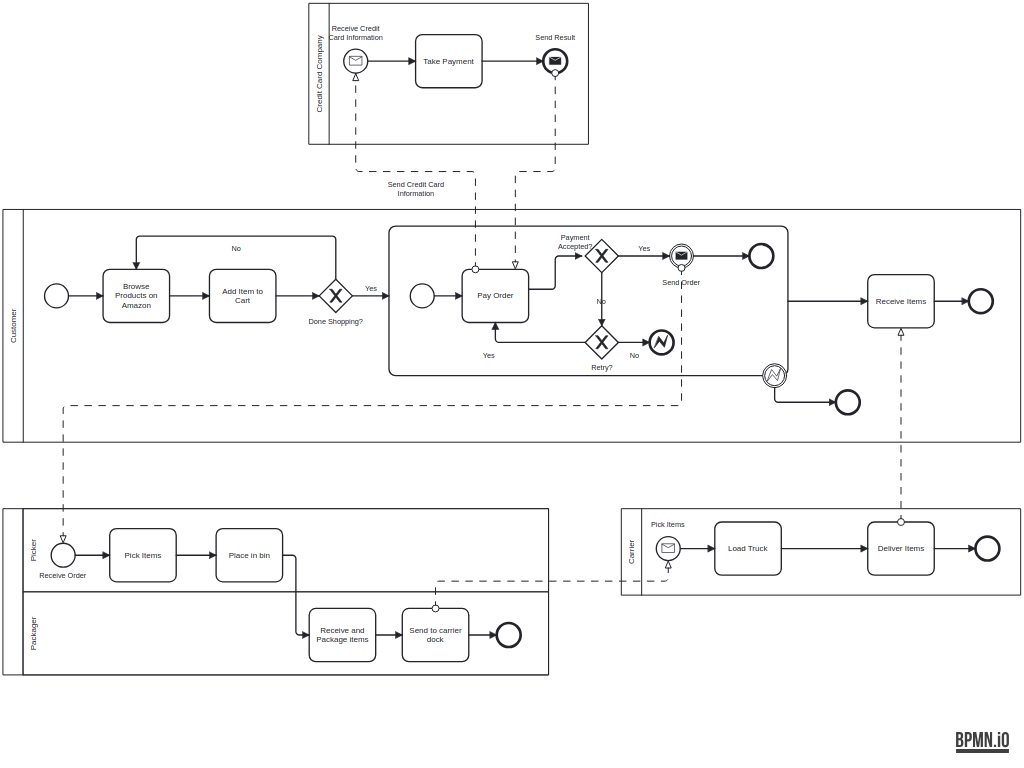 Receive Credit
Card Information
Send Result
Credit Card Company
Take Payment
Send Credit Card
Information
Customer
No
Browse
Products on
Amazon
Add Item to
Cart
Done Shopping?
Yes
Pay Order
Payment
Accepted?
Yes
Send Order
No
Yes
Retry?
No
Receive Items
Picker
Receive Order
Pick Items
Place in bin
Packager
Receive and
Package items
Send to carrier
dock
Carrier
Pick Items
Load Truck
Deliver Items
BPMN.iO